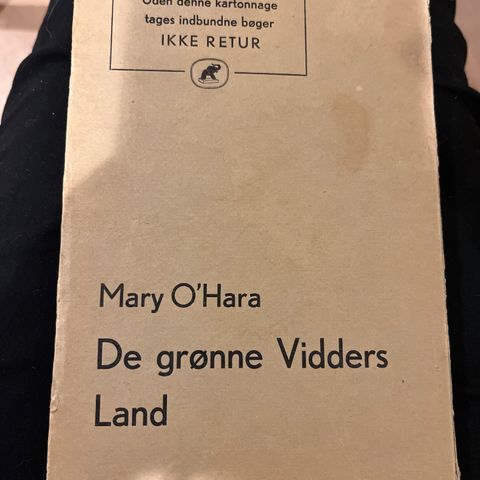 Uden denne kartonnage
tages indbundne bøger
IKKE RETUR
Mary O'Hara
De grønne Vidders
Land